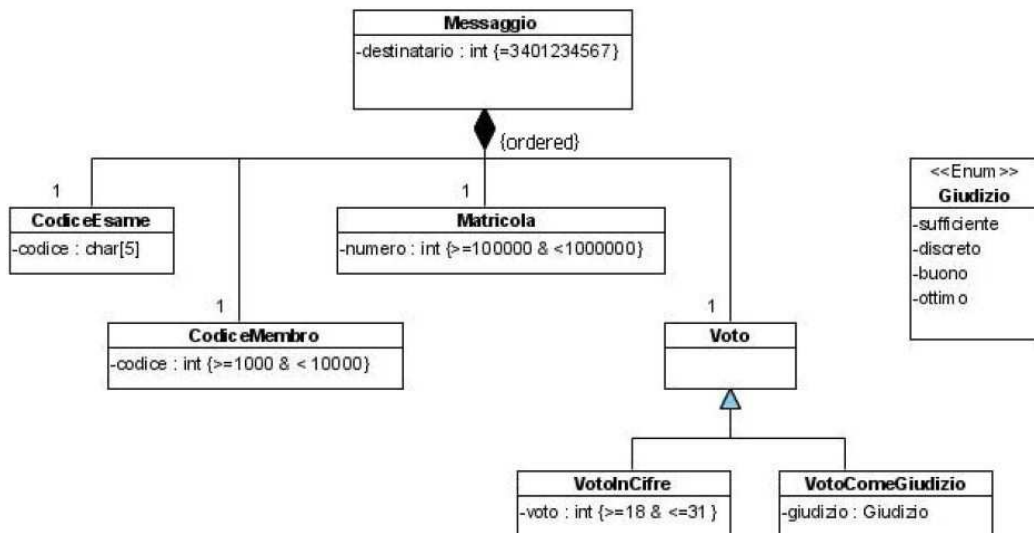 Messaggio
-destinatario : int {=3401234567}
{ordered}
1
1
CodiceEsame
-codice : char[5]
Matricola
-numero : int {>=100000 & <1000000}
<<Enum>>
Giudizio
-sufficiente
-discreto
-buono
-ottimo
1
1
CodiceMembro
-codice : int {>=1000 & < 10000}
Voto
VotoInCifre
-voto : int {>=18 & <=31 }
VotoComeGiudizio
-giudizio : Giudizio